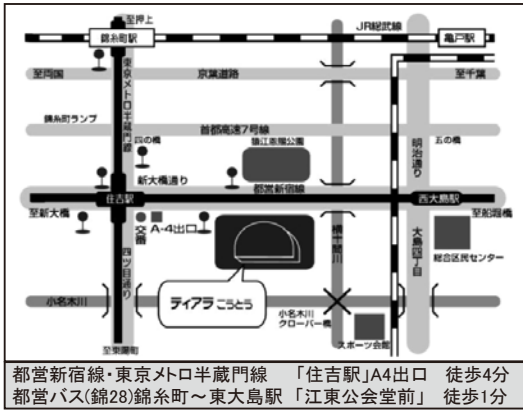 至押上
JR総武線
錦糸町駅
亀戸駅
至両国
東京メトロ半蔵門線
京葉道路
至千葉
錦糸町ランプ
首都高速7号線
四の橋
猿江恩賜公園
明治通り
五の橋
新大橋通り
都営新宿線
住吉駅
西大島駅
至新大橋
交番
A-4出口
至船堀橋
四ツ目通り
横十間川
大島四丁目
総合区民センター
ティアラこうとう
小名木川
小名木川
クローバー橋
スポーツ会館
至東陽町
都営新宿線・東京メトロ半蔵門線 「住吉駅」A4出口 徒歩4分
都営バス(錦28)錦糸町～東大島駅 「江東公会堂前」 徒歩1分